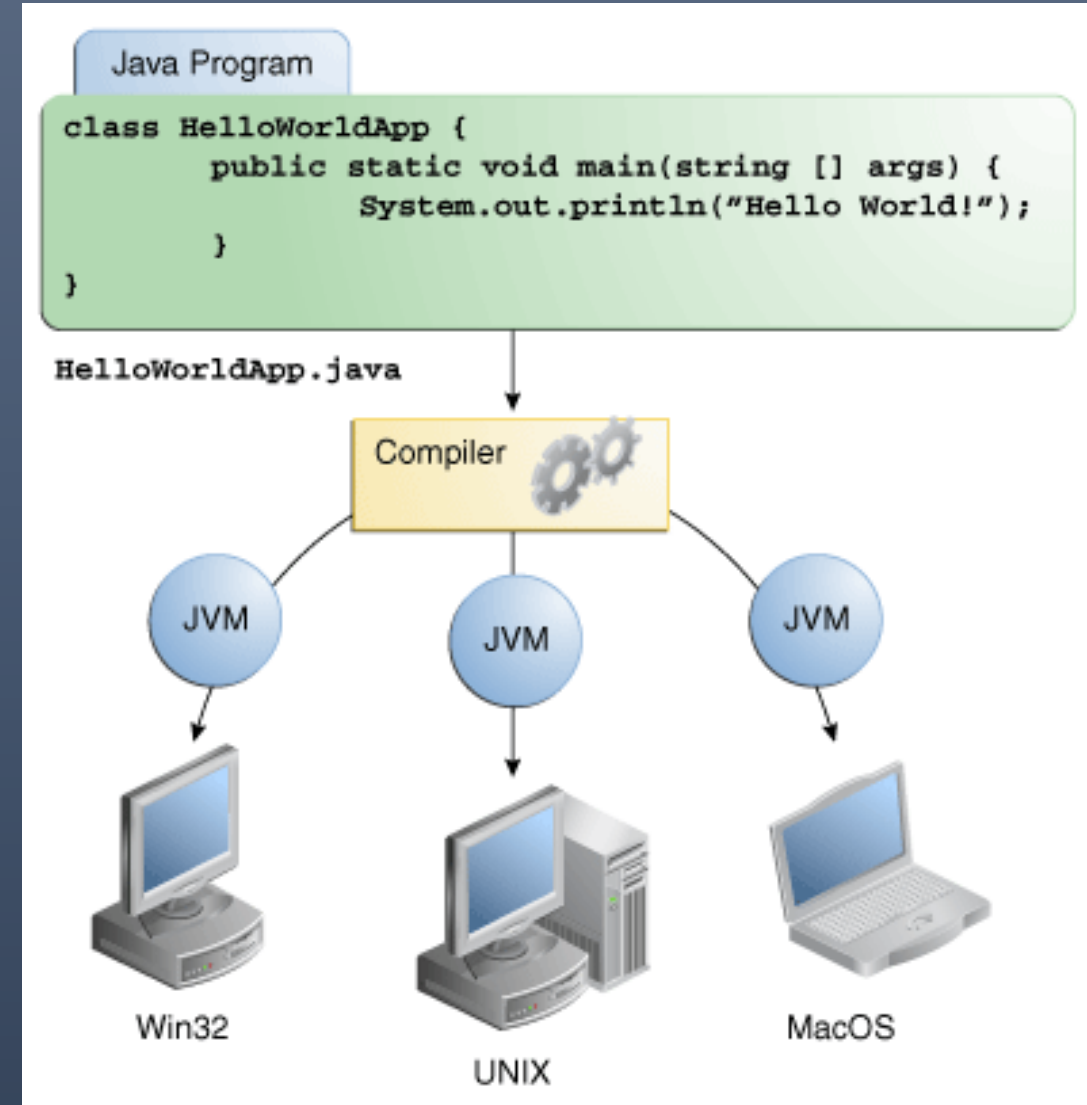 Java Program
class HelloWorldApp {
public static void main(string [] args) {
System.out.println("Hello World!");
}
}
HelloWorldApp.java
Compiler
JVM
JVM
JVM
Win32
UNIX
MacOS